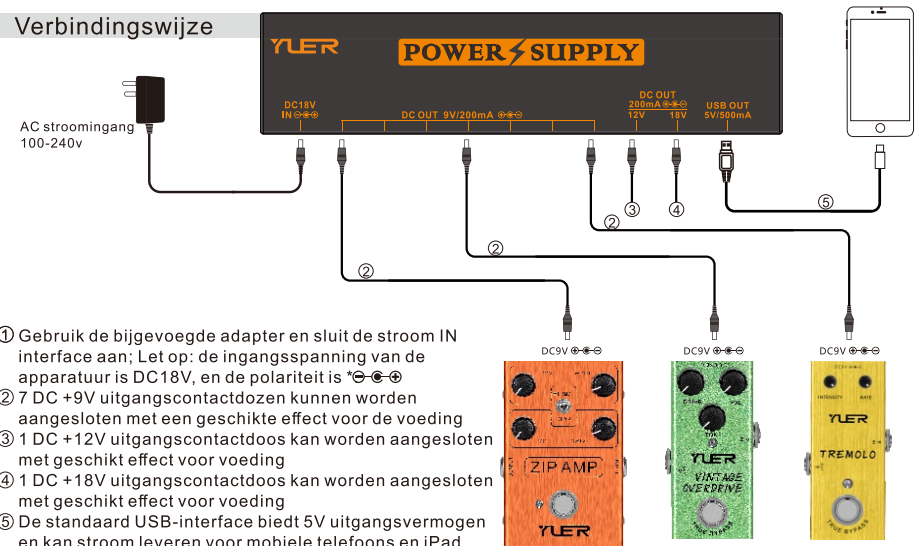 Verbindingswijze
YUER
POWER SUPPLY
DC18V
IN
DC OUT 9V/200mA
DC OUT
200mA
12V 18V
USB OUT
5V/500mA
AC stroomingang
100-240v
③ ④ ⑤
②
②
②
① Gebruik de bijgevoegde adapter en sluit de stroom IN
interface aan; Let op: de ingangsspanning van de
apparatuur is DC18V, en de polariteit is *⊖-⊙-⊕
② 7 DC +9V uitgangscontactdozen kunnen worden
aangesloten met een geschikte effect voor de voeding
③ 1 DC +12V uitgangscontactdoos kan worden aangesloten
met geschikt effect voor voeding
④ 1 DC +18V uitgangscontactdoos kan worden aangesloten
met geschikt effect voor voeding
⑤ De standaard USB-interface biedt 5V uitgangsvermogen
en kan stroom leveren voor mobiele telefoons en iPad
DC9V
ZIP AMP
YUER
DC9V
YUER
VINTAGE
OVERDRIVE
TRUE BYPASS
DC9V
INTENSITY RATE
YUER
TREMOLO
TRUE BYPASS